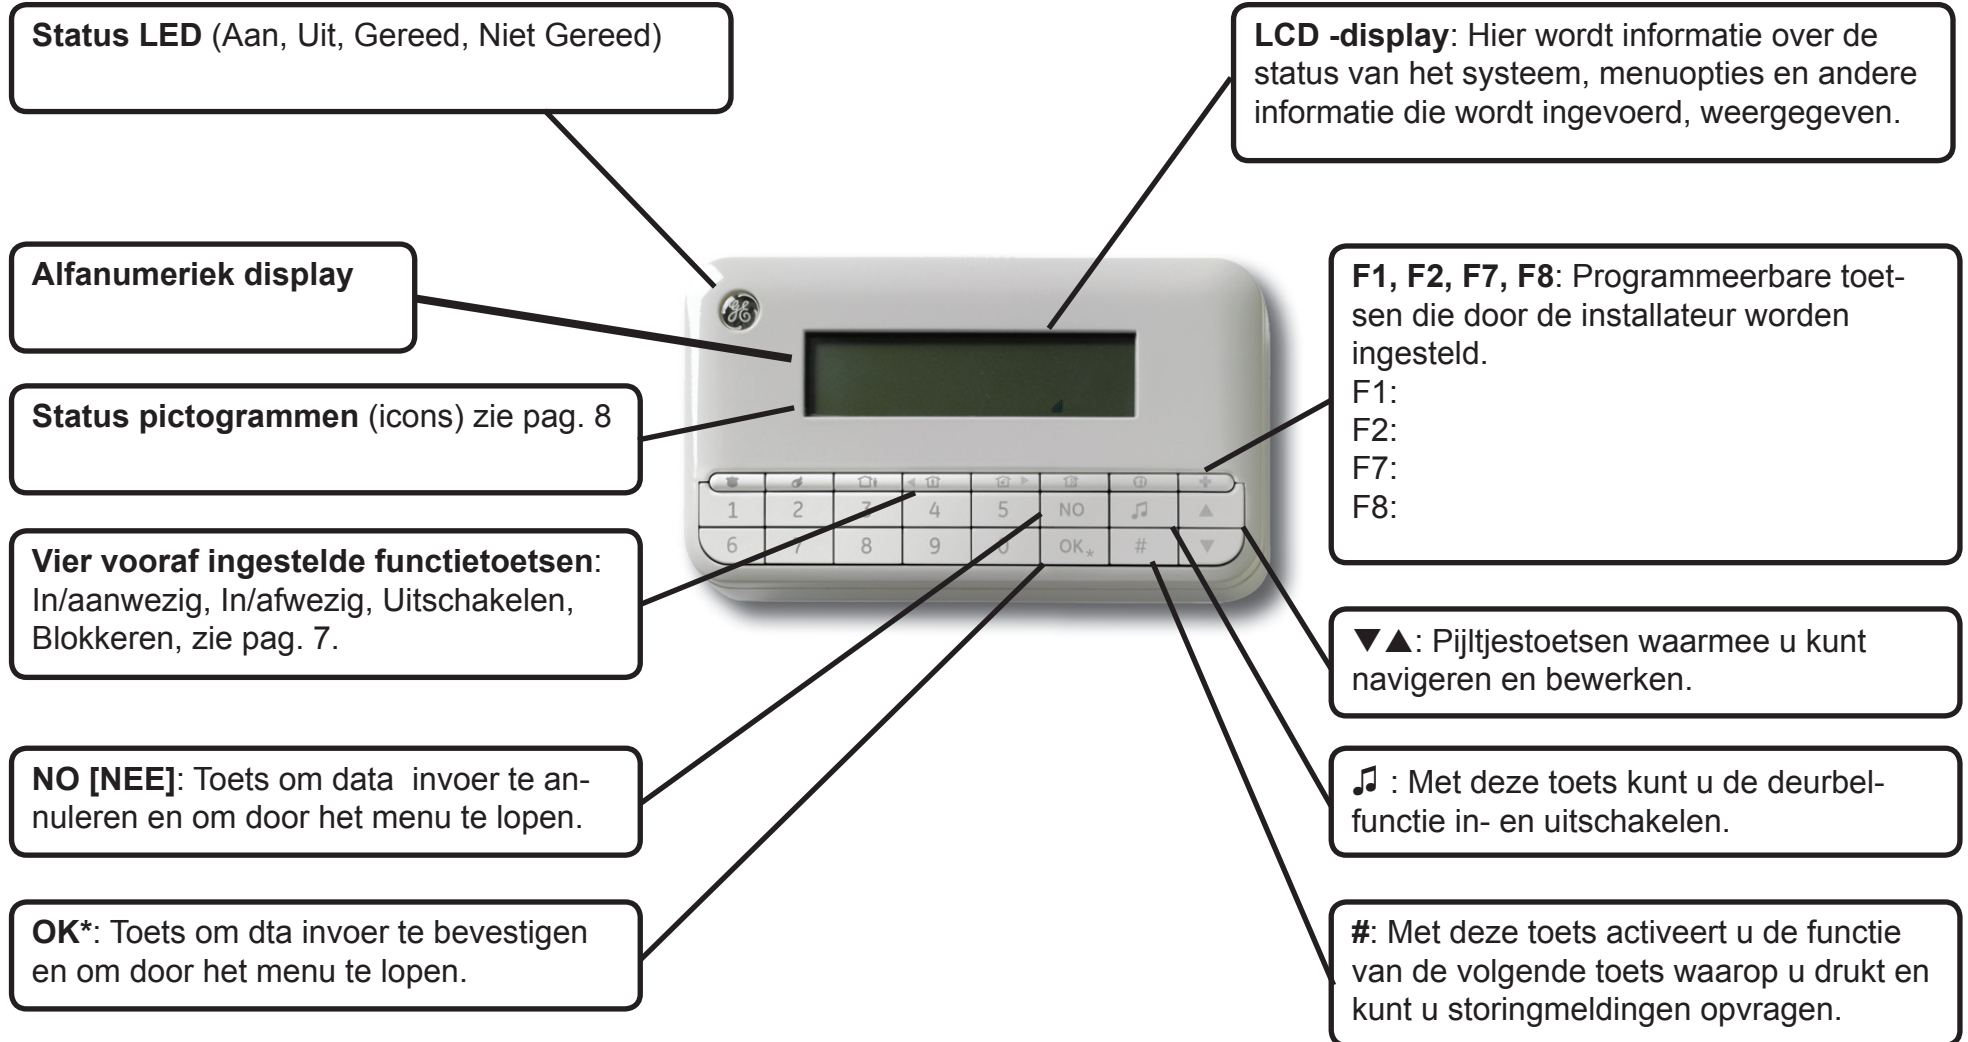 Status LED (Aan, Uit, Gereed, Niet Gereed)
LCD -display: Hier wordt informatie over de
status van het systeem, menuopties en andere
informatie die wordt ingevoerd, weergegeven.
Alfanumeriek display
Status pictogrammen (icons) zie pag. 8
Vier vooraf ingestelde functietoetsen:
In/aanwezig, In/afwezig, Uitschakelen,
Blokkeren, zie pag. 7.
NO [NEE]: Toets om data  invoer te an-
nuleren en om door het menu te lopen.
OK*: Toets om dta invoer te bevestigen
en om door het menu te lopen.
GE
1 2 3 4 5 NO ♫ ▲
6 7 8 9 0 OK* # ▼
F1, F2, F7, F8: Programmeerbare toet-
sen die door de installateur worden
ingesteld.
F1:
F2:
F7:
F8:
▼▲: Pijltjestoetsen waarmee u kunt
navigeren en bewerken.
♫ : Met deze toets kunt u de deurbel-
functie in- en uitschakelen.
#: Met deze toets activeert u de functie
van de volgende toets waarop u drukt en
kunt u storingmeldingen opvragen.